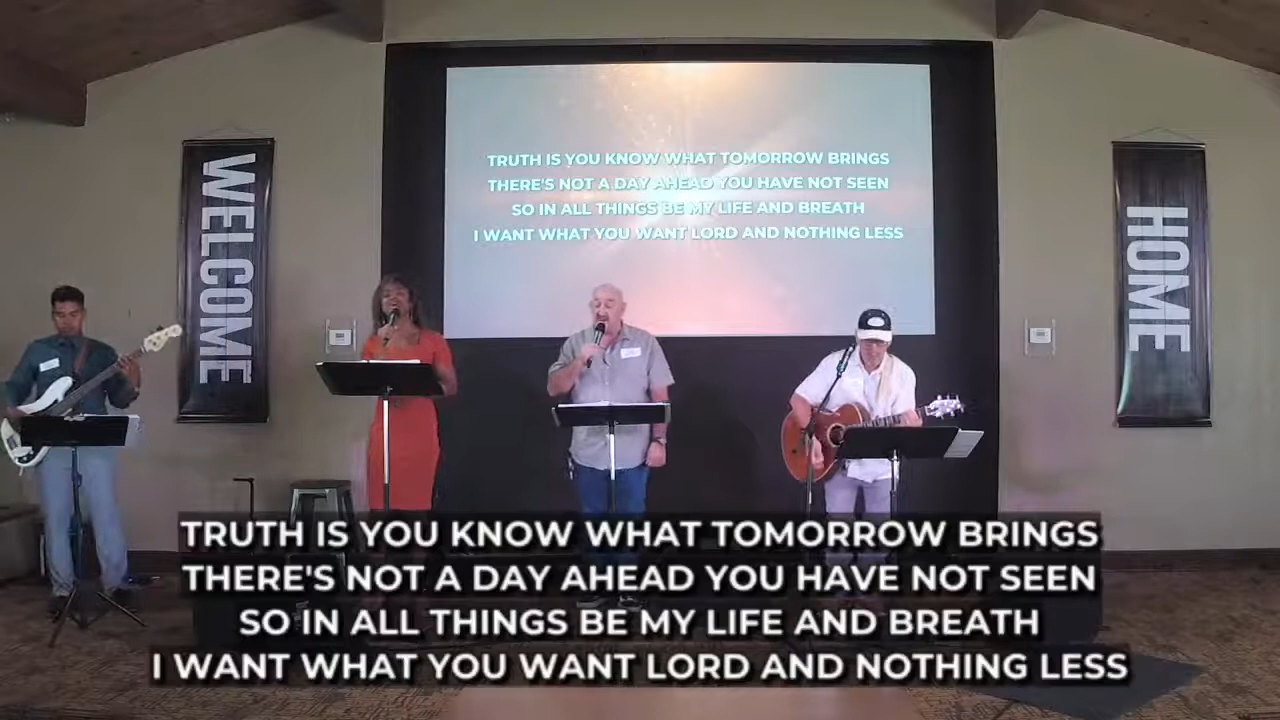 WELCOME
TRUTH IS YOU KNOW WHAT TOMORROW BRINGS
THERE'S NOT A DAY AHEAD YOU HAVE NOT SEEN
SO IN ALL THINGS BE MY LIFE AND BREATH
I WANT WHAT YOU WANT LORD AND NOTHING LESS
HOME
TRUTH IS YOU KNOW WHAT TOMORROW BRINGS
THERE'S NOT A DAY AHEAD YOU HAVE NOT SEEN
SO IN ALL THINGS BE MY LIFE AND BREATH
I WANT WHAT YOU WANT LORD AND NOTHING LESS